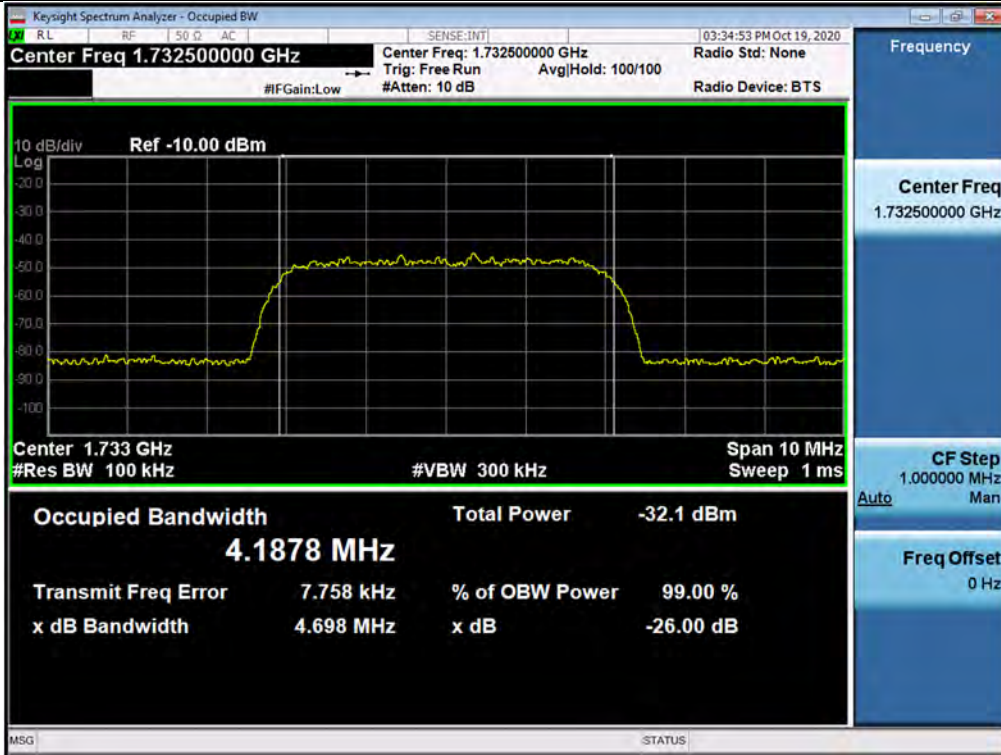 Keysight Spectrum Analyzer - Occupied BW
RL RF 50 Ω AC SENSE:INT 03:34:53 PM Oct 19, 2020
Center Freq 1.732500000 GHz
Center Freq: 1.732500000 GHz Radio Std: None
Trig: Free Run Avg|Hold: 100/100
#IFGain:Low #Atten: 10 dB Radio Device: BTS
10 dB/div Ref -10.00 dBm
Log
-20.0
-30.0
-40.0
-50.0
-60.0
-70.0
-80.0
-90.0
-100
Center 1.733 GHz Span 10 MHz
#Res BW 100 kHz #VBW 300 kHz Sweep 1 ms
Occupied Bandwidth Total Power -32.1 dBm
4.1878 MHz
Transmit Freq Error 7.758 kHz % of OBW Power 99.00 %
x dB Bandwidth 4.698 MHz x dB -26.00 dB
MSG STATUS
Frequency
Center Freq
1.732500000 GHz
CF Step
1.000000 MHz
Auto Man
Freq Offset
0 Hz